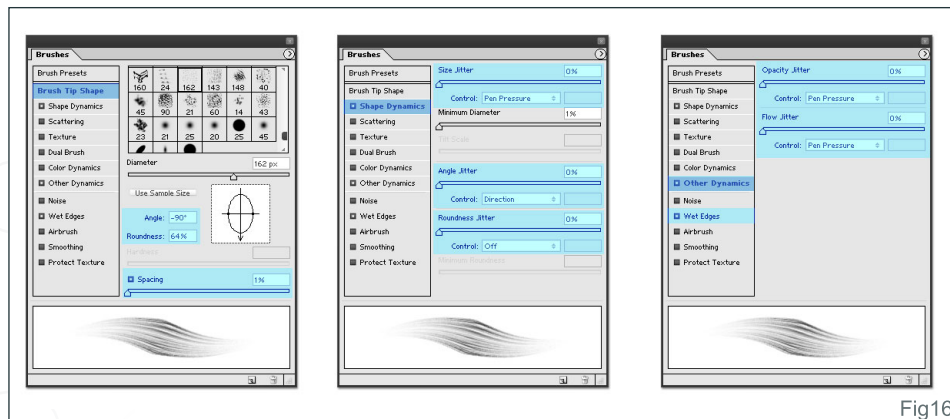 Brushes
Brush Presets
Brush Tip Shape
Shape Dynamics
Scattering
Texture
Dual Brush
Color Dynamics
Other Dynamics
Noise
Wet Edges
Airbrush
Smoothing
Protect Texture
160 24 162 143 148 40
45 90 21 60 14 43
23 21 25 20 25 45
Diameter 162 px
Use Sample Size
Angle: -90°
Roundness: 64%
Hardness
Spacing 1%
Brushes
Brush Presets
Brush Tip Shape
Shape Dynamics
Scattering
Texture
Dual Brush
Color Dynamics
Other Dynamics
Noise
Wet Edges
Airbrush
Smoothing
Protect Texture
Size Jitter 0%
Control: Pen Pressure
Minimum Diameter 1%
Tilt Scale
Angle Jitter 0%
Control: Direction
Roundness Jitter 0%
Control: Off
Minimum Roundness
Brushes
Brush Presets
Brush Tip Shape
Shape Dynamics
Scattering
Texture
Dual Brush
Color Dynamics
Other Dynamics
Noise
Wet Edges
Airbrush
Smoothing
Protect Texture
Opacity Jitter 0%
Control: Pen Pressure
Flow Jitter 0%
Control: Pen Pressure
Fig16